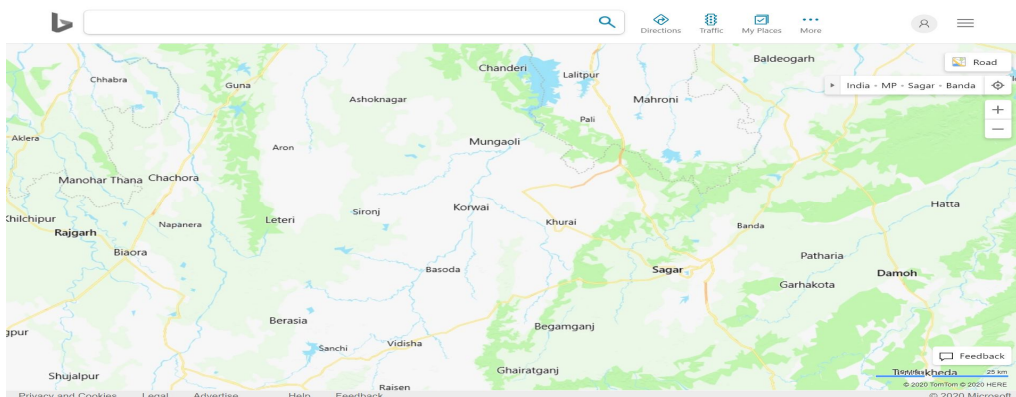 Directions Traffic My Places More
Road
India - MP - Sagar - Banda
+
−
Chhabra
Guna
Ashoknagar
Chanderi
Lalitpur
Baldeogarh
Mahroni
Pali
Aklera
Aron
Mungaoli
Manohar Thana
Chachora
Khilchipur
Rajgarh
Napanera
Leteri
Sironj
Korwai
Khurai
Banda
Hatta
Biaora
Basoda
Sagar
Patharia
Garhakota
Damoh
Berasia
Sanchi
Vidisha
Begamganj
gpur
Shujalpur
Raisen
Ghairatganj
Feedback
25 km
© 2020 TomTom © 2020 HERE
Privacy and Cookies Legal Advertise Help Feedback © 2020 Microsoft